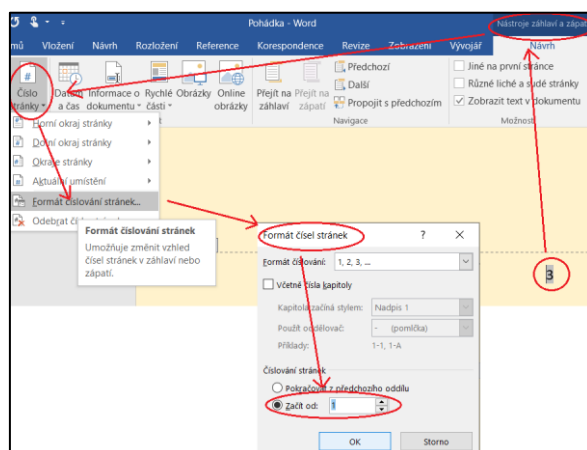 Pohádka - Word
Nástroje záhlaví a zápatí
mů Vložení Návrh Rozložení Reference Korespondence Revize Zobrazení Vývojář Návrh
Číslo stránky
Datum a čas
Informace o dokumentu
Rychlé části
Obrázky
Online obrázky
Přejít na záhlaví
Přejít na zápatí
Předchozí
Další
Propojit s předchozím
Navigace
Jiné na první stránce
Různé liché a sudé stránky
Zobrazit text v dokumentu
Možnosti
Horní okraj stránky
Dolní okraj stránky
Okraje stránky
Aktuální umístění
Formát číslování stránek...
Odebrat
Formát číslování stránek
Umožňuje změnit vzhled
čísel stránek v záhlaví nebo
zápatí.
3
Formát čísel stránek ? ×
Formát číslování: 1, 2, 3, ...
Včetně čísla kapitoly
Kapitola začíná stylem: Nadpis 1
Použít oddělovač: - (pomlčka)
Příklady: 1-1, 1-A
Číslování stránek
Pokračovat z předchozího oddílu
Začít od: 1
OK Storno